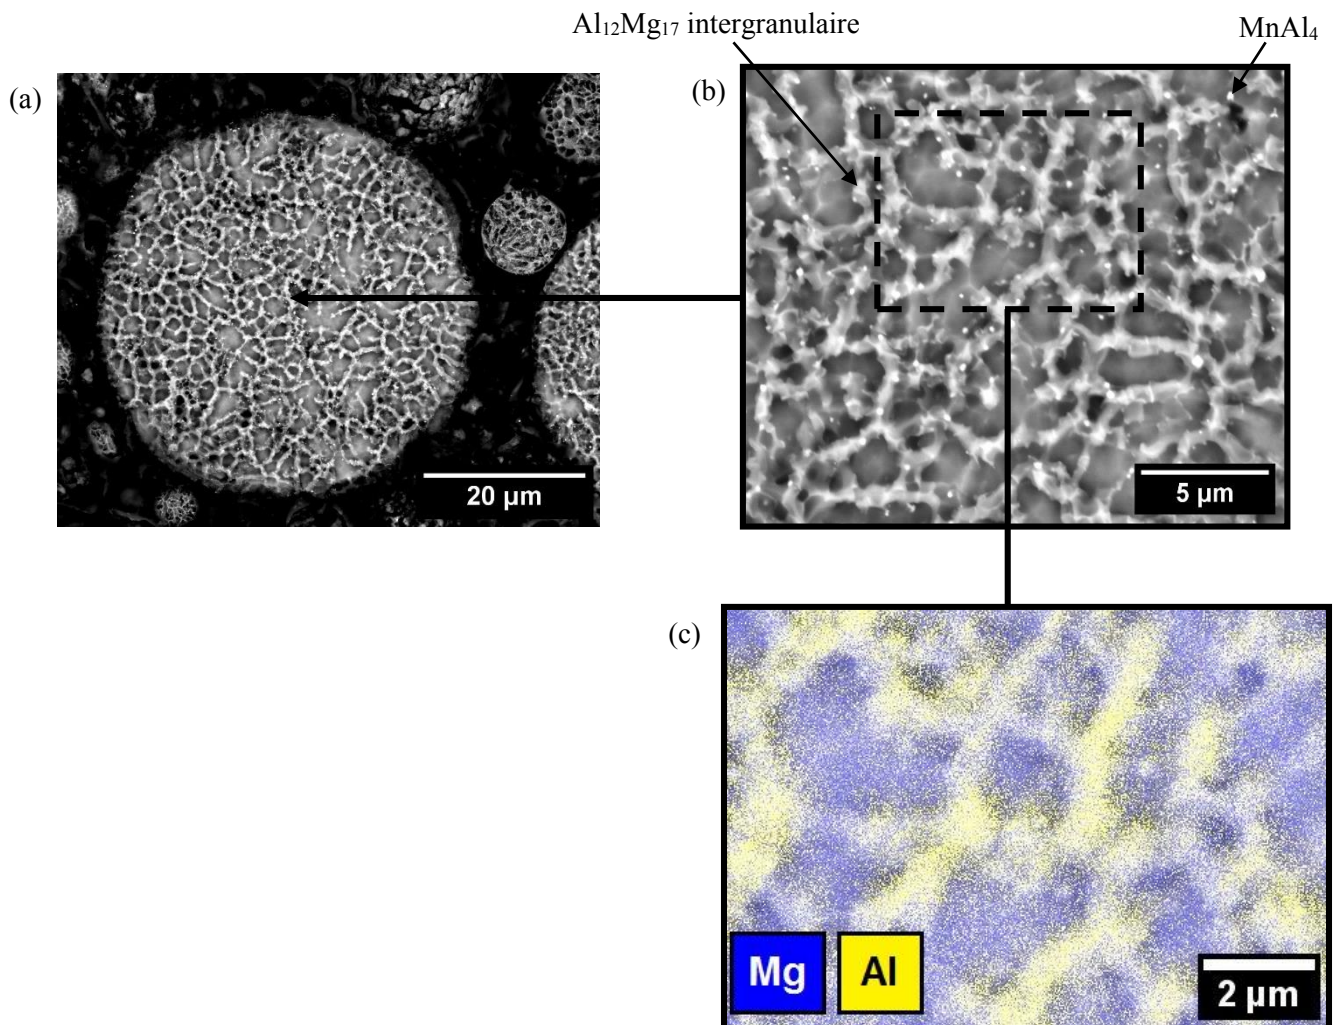 Al₁₂Mg₁₇ intergranulaire
MnAl₄
(a)
(b)
20 µm
5 µm
(c)
Mg
Al
2 µm